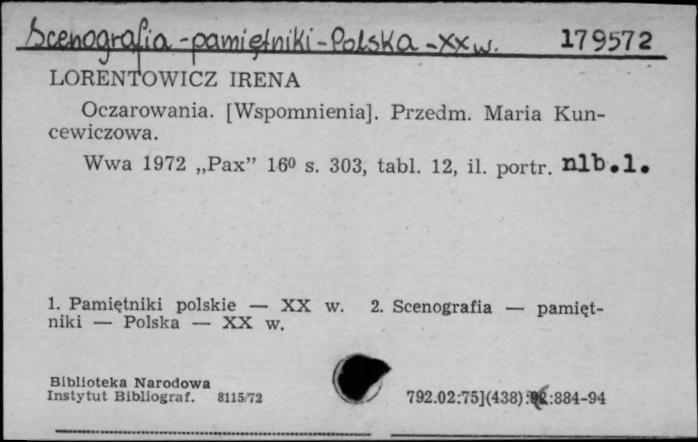 Scenografia - pamiętniki - Polska - XX w. 179572
LORENTOWICZ IRENA
Oczarowania. [Wspomnienia]. Przedm. Maria Kun-
cewiczowa.
Wwa 1972 „Pax” 16⁰ s. 303, tabl. 12, il. portr. nlb.1.
1. Pamiętniki polskie — XX w. 2. Scenografia — pamięt-
niki — Polska — XX w.
Biblioteka Narodowa
Instytut Bibliograf. 8115/72
792.02:75](438):92:884-94